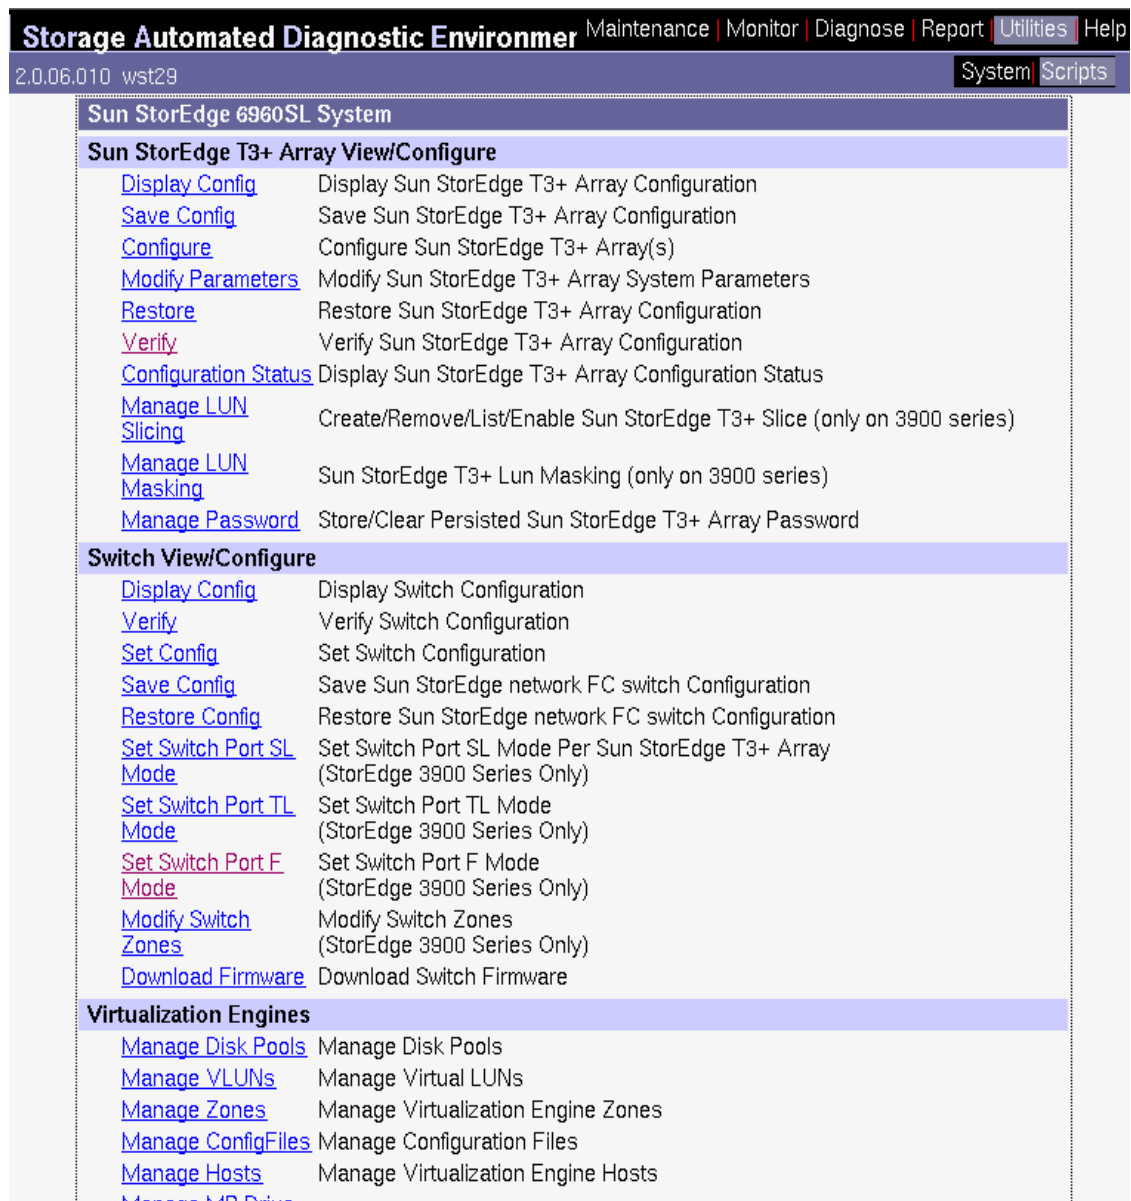 Storage Automated Diagnostic Environmer Maintenance | Monitor | Diagnose | Report | Utilities | Help
2.0.06.010 wst29 System | Scripts
Sun StorEdge 6960SL System
Sun StorEdge T3+ Array View/Configure
Display Config Display Sun StorEdge T3+ Array Configuration
Save Config Save Sun StorEdge T3+ Array Configuration
Configure Configure Sun StorEdge T3+ Array(s)
Modify Parameters Modify Sun StorEdge T3+ Array System Parameters
Restore Restore Sun StorEdge T3+ Array Configuration
Verify Verify Sun StorEdge T3+ Array Configuration
Configuration Status Display Sun StorEdge T3+ Array Configuration Status
Manage LUN
Slicing Create/Remove/List/Enable Sun StorEdge T3+ Slice (only on 3900 series)
Manage LUN
Masking Sun StorEdge T3+ Lun Masking (only on 3900 series)
Manage Password Store/Clear Persisted Sun StorEdge T3+ Array Password
Switch View/Configure
Display Config Display Switch Configuration
Verify Verify Switch Configuration
Set Config Set Switch Configuration
Save Config Save Sun StorEdge network FC switch Configuration
Restore Config Restore Sun StorEdge network FC switch Configuration
Set Switch Port SL Set Switch Port SL Mode Per Sun StorEdge T3+ Array
Mode (StorEdge 3900 Series Only)
Set Switch Port TL Set Switch Port TL Mode
Mode (StorEdge 3900 Series Only)
Set Switch Port F Set Switch Port F Mode
Mode (StorEdge 3900 Series Only)
Modify Switch Modify Switch Zones
Zones (StorEdge 3900 Series Only)
Download Firmware Download Switch Firmware
Virtualization Engines
Manage Disk Pools Manage Disk Pools
Manage VLUNs Manage Virtual LUNs
Manage Zones Manage Virtualization Engine Zones
Manage ConfigFiles Manage Configuration Files
Manage Hosts Manage Virtualization Engine Hosts